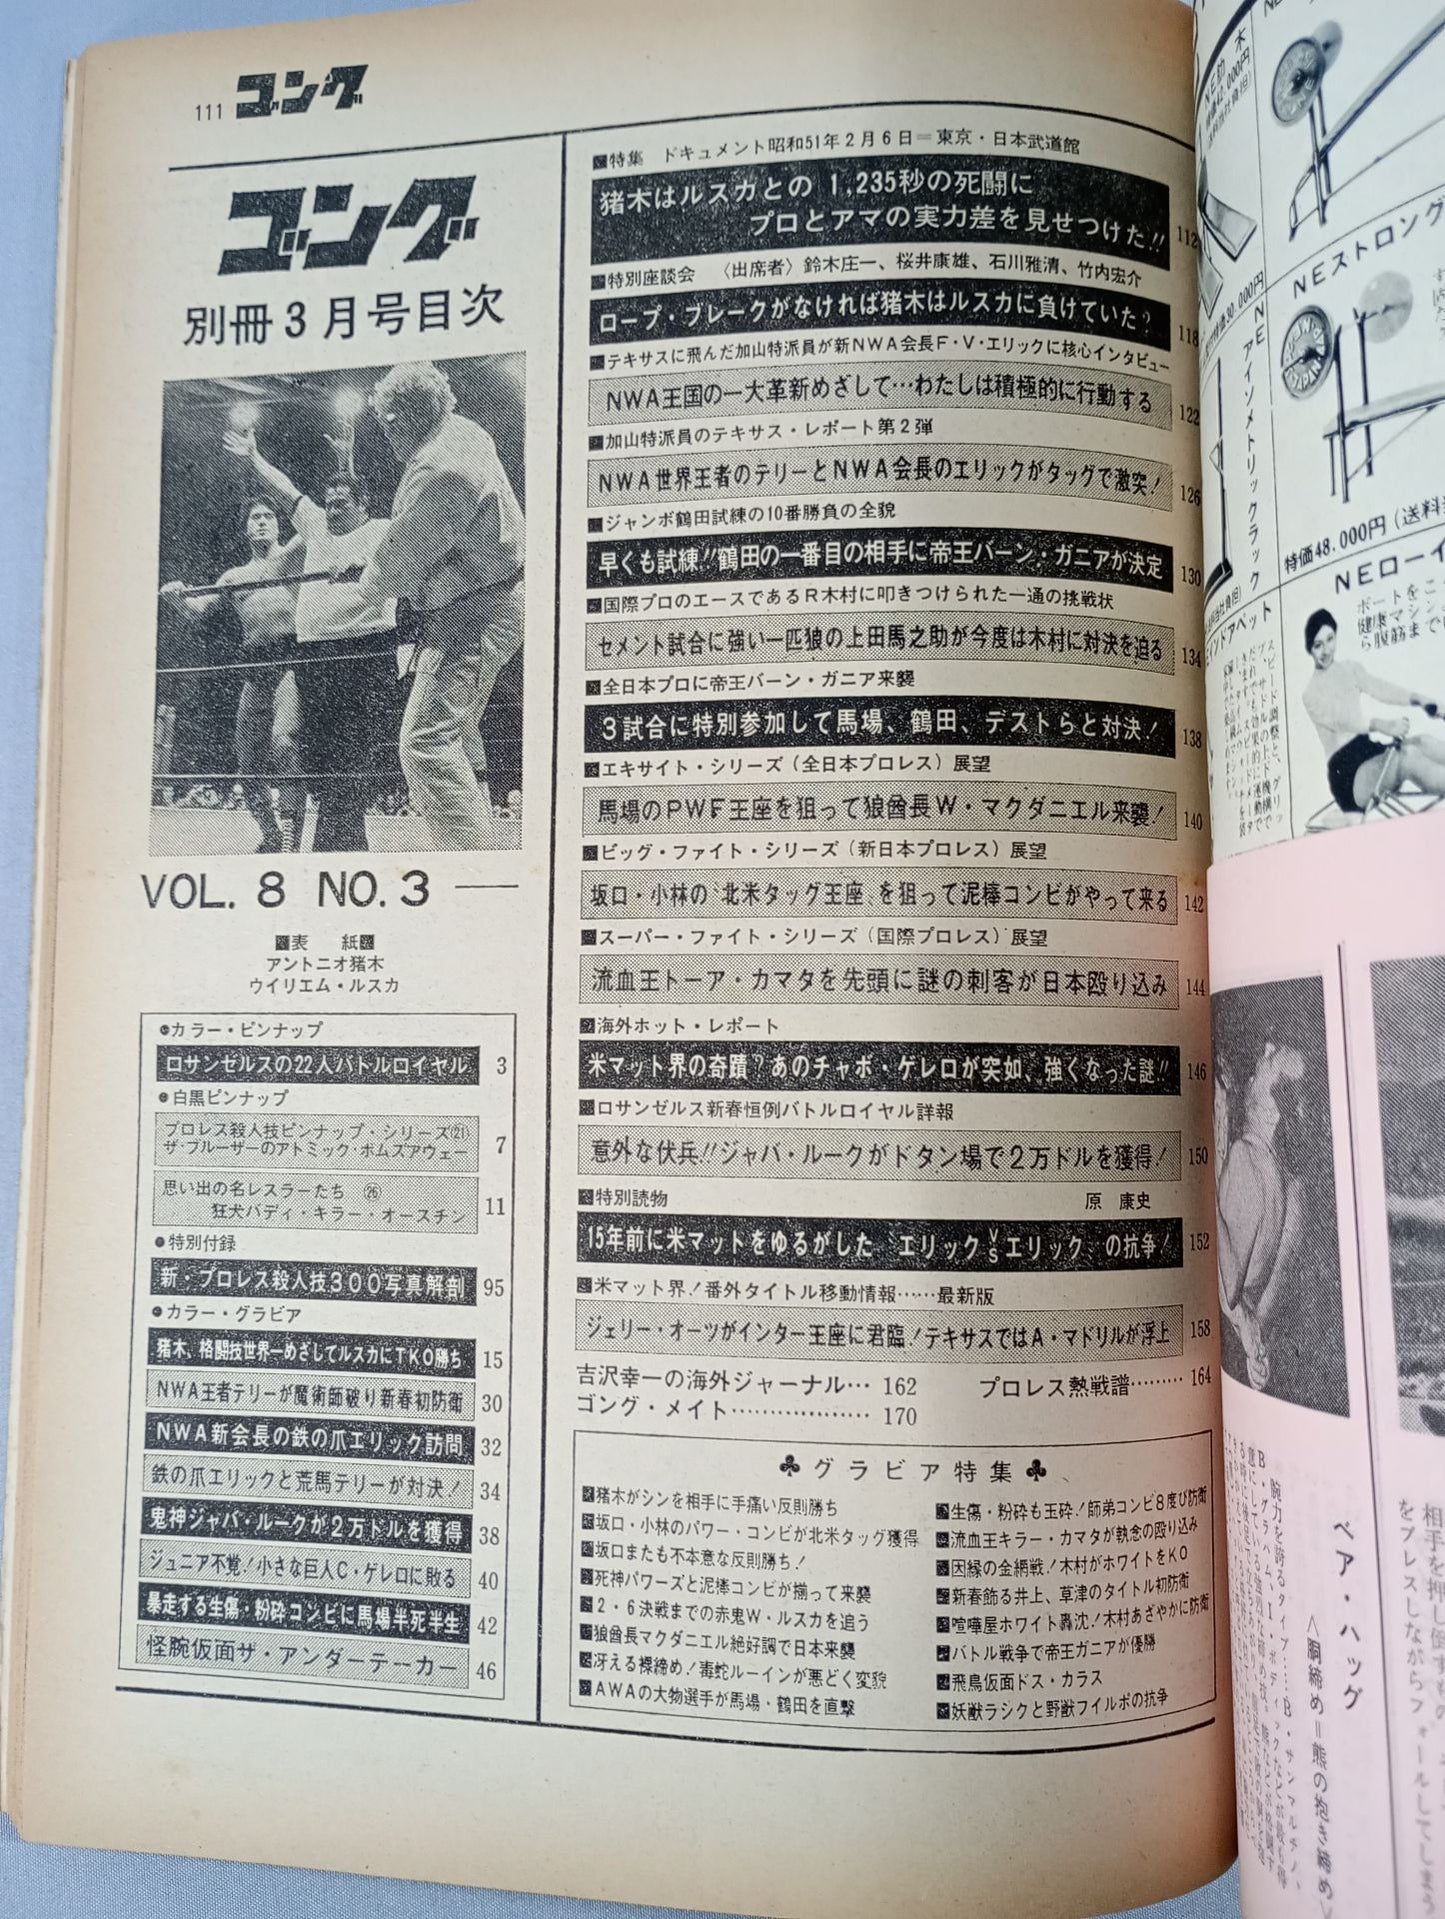 111 ゴング
ゴング
別冊3月号目次
VOL. 8 NO. 3
表 紙
アントニオ猪木
ウイリエム・ルスカ
●カラー・ピンナップ
ロサンゼルスの22人バトルロイヤル 3
●白黒ピンナップ
プロレス殺人技ピンナップ・シリーズ(21)
ザ・ブルーザーのアトミック・ボムズアウェー 7
思い出の名レスラーたち ㉖
狂犬バディ・キラー・オースチン 11
●特別付録
新・プロレス殺人技300写真解剖 95
●カラー・グラビア
猪木、格闘技世界一めざしてルスカにTKO勝ち 15
NWA王者テリーが魔術師破り新春初防衛 30
NWA新会長の鉄の爪エリック訪問 32
鉄の爪エリックと荒馬テリーが対決! 34
鬼神ジャバ・ルークが2万ドルを獲得 38
ジュニア不覚!小さな巨人C・ゲレロに敗る 40
暴走する生傷・粉砕コンビに馬場半死半生 42
怪腕仮面ザ・アンダーテーカー 46
■特集 ドキュメント昭和51年2月6日=東京・日本武道館
猪木はルスカとの1,235秒の死闘に
プロとアマの実力差を見せつけた!! 112
■特別座談会 〈出席者〉鈴木庄一、桜井康雄、石川雅清、竹内宏介
ロープ・ブレークがなければ猪木はルスカに負けていた? 118
■テキサスに飛んだ加山特派員が新NWA会長F・V・エリックに核心インタビュー
NWA王国の一大革新めざして…わたしは積極的に行動する 122
■加山特派員のテキサス・レポート第2弾
NWA世界王者のテリーとNWA会長のエリックがタッグで激突! 126
■ジャンボ鶴田試練の10番勝負の全貌
早くも試練!!鶴田の一番目の相手に帝王バーン・ガニアが決定 130
■国際プロのエースであるR木村に叩きつけられた一通の挑戦状
セメント試合に強い一匹狼の上田馬之助が今度は木村に対決を迫る 134
■全日本プロに帝王バーン・ガニア来襲
3試合に特別参加して馬場、鶴田、デストらと対決! 138
■エキサイト・シリーズ(全日本プロレス)展望
馬場のPWF王座を狙って狼酋長W・マクダニエル来襲! 140
■ビッグ・ファイト・シリーズ(新日本プロレス)展望
坂口・小林の〝北米タッグ王座〟を狙って泥棒コンビがやって来る 142
■スーパー・ファイト・シリーズ(国際プロレス)展望
流血王トーア・カマタを先頭に謎の刺客が日本殴り込み 144
■海外ホット・レポート
米マット界の奇蹟?あのチャボ・ゲレロが突如、強くなった謎!! 146
■ロサンゼルス新春恒例バトルロイヤル詳報
意外な伏兵!!ジャバ・ルークがドタン場で2万ドルを獲得! 150
■特別読物 原 康史
15年前に米マットをゆるがした〝エリックVSエリック〟の抗争! 152
■米マット界!番外タイトル移動情報……最新版
ジェリー・オーツがインター王座に君臨!テキサスではA・マドリルが浮上 158
吉沢幸一の海外ジャーナル… 162 プロレス熱戦譜……… 164
ゴング・メイト……………… 170
♣グラビア特集♣
■猪木がシンを相手に手痛い反則勝ち
■坂口・小林のパワー・コンビが北米タッグ獲得
■坂口またも不本意な反則勝ち!
■死神パワーズと泥棒コンビが揃って来襲
■2・6決戦までの赤鬼W・ルスカを追う
■狼酋長マクダニエル絶好調で日本来襲
■冴える裸締め!毒蛇ルーインが悪どく変貌
■AWAの大物選手が馬場・鶴田を直撃
■生傷・粉砕も玉砕!師弟コンビ8度び防衛
■流血王キラー・カマタが執念の殴り込み
■因縁の金網戦!木村がホワイトをKO
■新春飾る井上、草津のタイトル初防衛
■喧嘩屋ホワイト轟沈!木村あざやかに防衛
■バトル戦争で帝王ガニアが優勝
■飛鳥仮面ドス・カラス
■妖獣ラシクと野獣フイルポの抗争
NEストロング
特価48.000円(送料
NEアイソメトリックラック
NEロー
ボートをこ
健康マシン
ら腹筋まで
ベア・ハッグ
〈胴締め=熊の抱き締め〉
相手を押し倒す
をプレスしながらフォールしてしまう